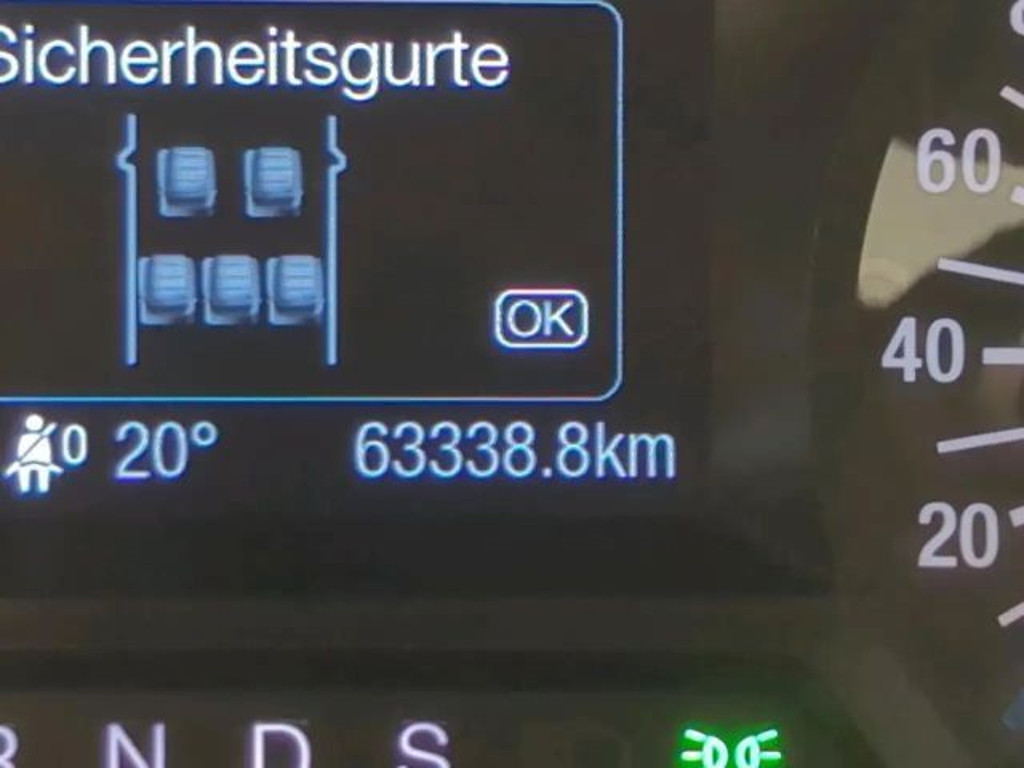 Sicherheitsgurte
60
OK
40
0 20° 63338.8km
20
R N D S